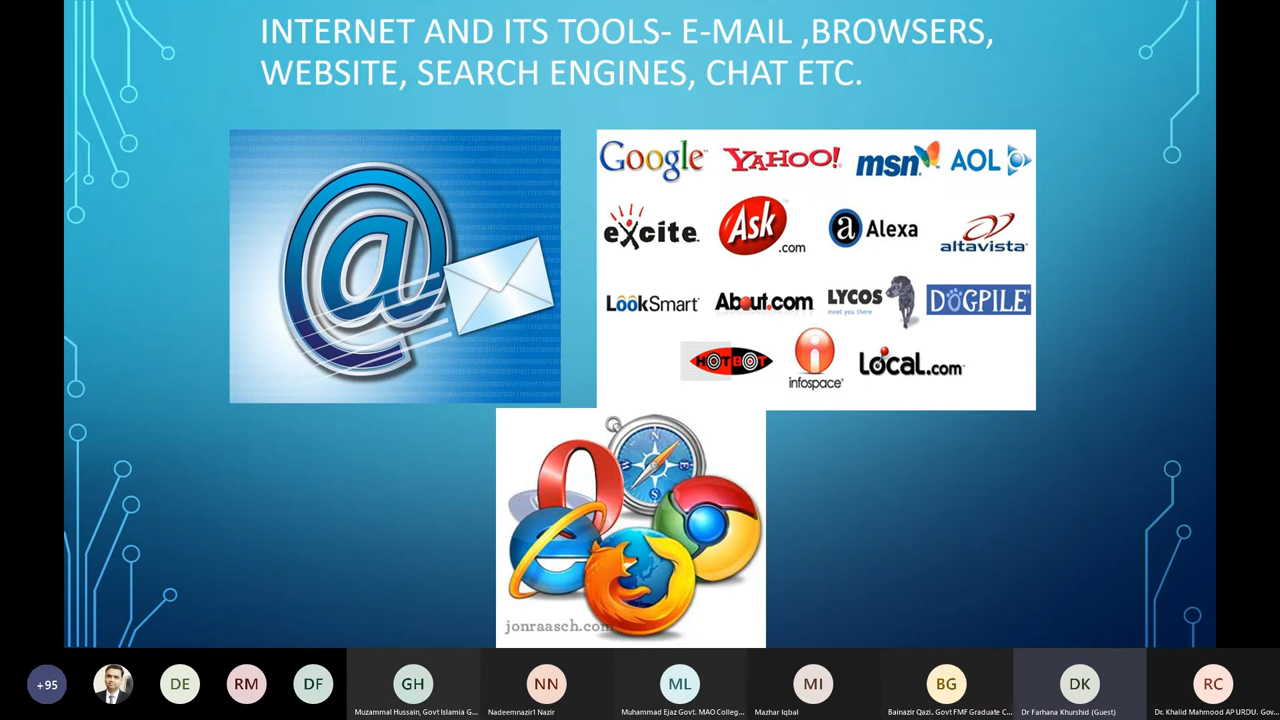 INTERNET AND ITS TOOLS- E-MAIL ,BROWSERS,
WEBSITE, SEARCH ENGINES, CHAT ETC.
Google YAHOO! msn AOL
excite Ask.com a Alexa altavista
LookSmart About.com LYCOS DOGPILE
meet you there
HOTBOT i infospace LOCAL.com
N
E
S
W
jonraasch.com
+95 DE RM DF GH NN ML MI BG DK RC
Muzammal Hussain, Govt Islamia G... Nadeemnazir1 Nazir Muhammad Ejaz Govt. MAO Colleg... Mazhar Iqbal Bainazir Qazi. Govt FMF Graduate C... Dr Farhana Khurshid (Guest) Dr. Khalid Mahmood AP URDU. Gov...